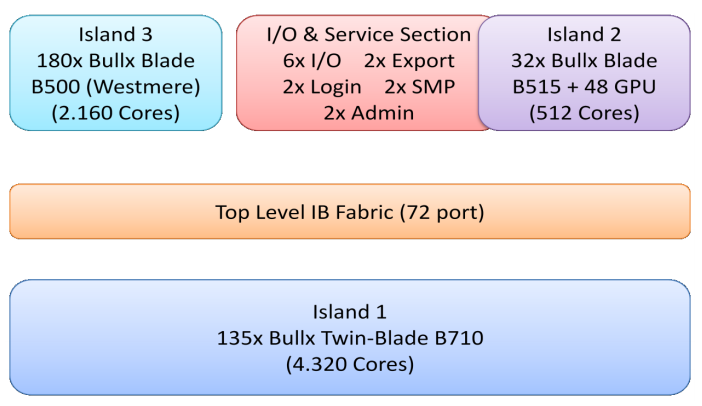 Island 3
180x Bullx Blade
B500 (Westmere)
(2.160 Cores)
I/O & Service Section
6x I/O 2x Export
2x Login 2x SMP
2x Admin
Island 2
32x Bullx Blade
B515 + 48 GPU
(512 Cores)
Top Level IB Fabric (72 port)
Island 1
135x Bullx Twin-Blade B710
(4.320 Cores)